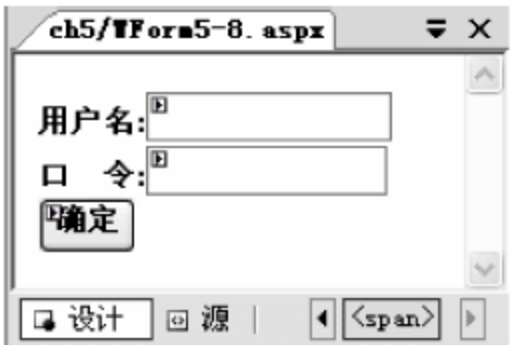 ch5/WForm5-8.aspx
用户名:
口 令:
确定
设计 源 <span>